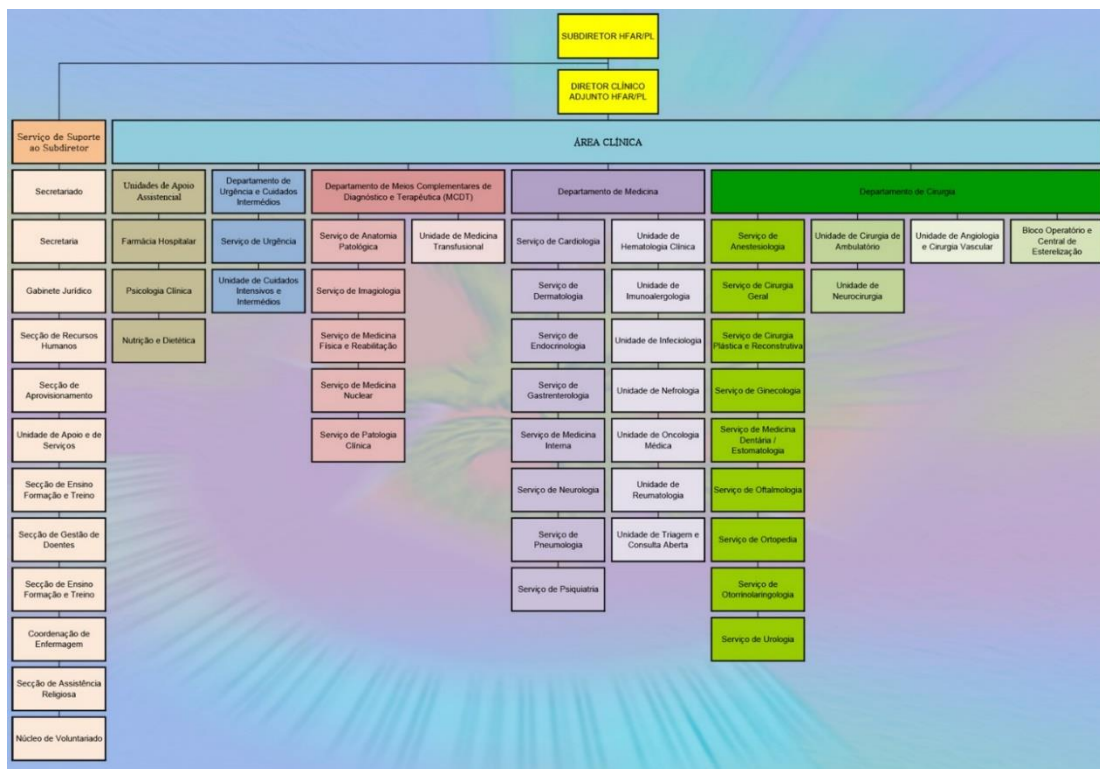 SUBDIRETOR HFAR/PL
DIRETOR CLÍNICO
ADJUNTO HFAR/PL
Serviço de Suporte
ao Subdiretor
ÁREA CLÍNICA
Secretariado
Secretaria
Gabinete Jurídico
Secção de Recursos
Humanos
Secção de
Aprovisionamento
Unidade de Apoio e de
Serviços
Secção de Ensino
Formação e Treino
Secção de Gestão de
Doentes
Secção de Ensino
Formação e Treino
Coordenação de
Enfermagem
Secção de Assistência
Religiosa
Núcleo de Voluntariado
Unidades de Apoio
Assistencial
Farmácia Hospitalar
Psicologia Clínica
Nutrição e Dietética
Departamento de
Urgência e Cuidados
Intermédios
Serviço de Urgência
Unidade de Cuidados
Intensivos e
Intermédios
Departamento de Meios Complementares de
Diagnóstico e Terapêutica (MCDT)
Serviço de Anatomia
Patológica
Serviço de Imagiologia
Serviço de Medicina
Física e Reabilitação
Serviço de Medicina
Nuclear
Serviço de Patologia
Clínica
Unidade de Medicina
Transfusional
Departamento de Medicina
Serviço de Cardiologia
Serviço de
Dermatologia
Serviço de
Endocrinologia
Serviço de
Gastrenterologia
Serviço de Medicina
Interna
Serviço de Neurologia
Serviço de
Pneumologia
Serviço de Psiquiatria
Unidade de
Hematologia Clínica
Unidade de
Imunoalergologia
Unidade de Infeciologia
Unidade de Nefrologia
Unidade de Oncologia
Médica
Unidade de
Reumatologia
Unidade de Triagem e
Consulta Aberta
Departamento de Cirurgia
Serviço de
Anestesiologia
Serviço de Cirurgia
Geral
Serviço de Cirurgia
Plástica e Reconstrutiva
Serviço de Ginecologia
Serviço de Medicina
Dentária /
Estomatologia
Serviço de Oftalmologia
Serviço de Ortopedia
Serviço de
Otorrinolaringologia
Serviço de Urologia
Unidade de Cirurgia de
Ambulatório
Unidade de
Neurocirurgia
Unidade de Angiologia
e Cirurgia Vascular
Bloco Operatório e
Central de
Esterelização